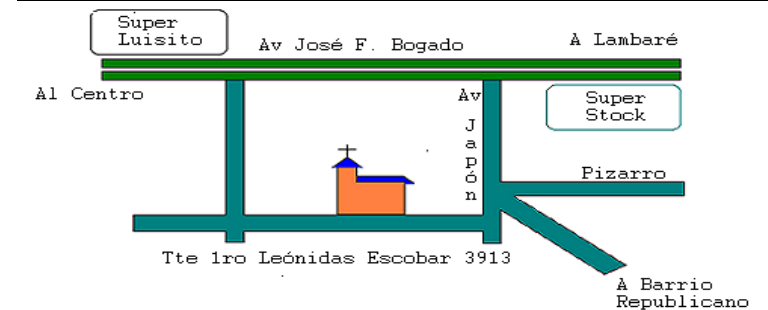 Super
Luisito
Av José F. Bogado
A Lambaré
Al Centro
Av
Japón
Super
Stock
Pizarro
Tte 1ro Leónidas Escobar 3913
A Barrio
Republicano